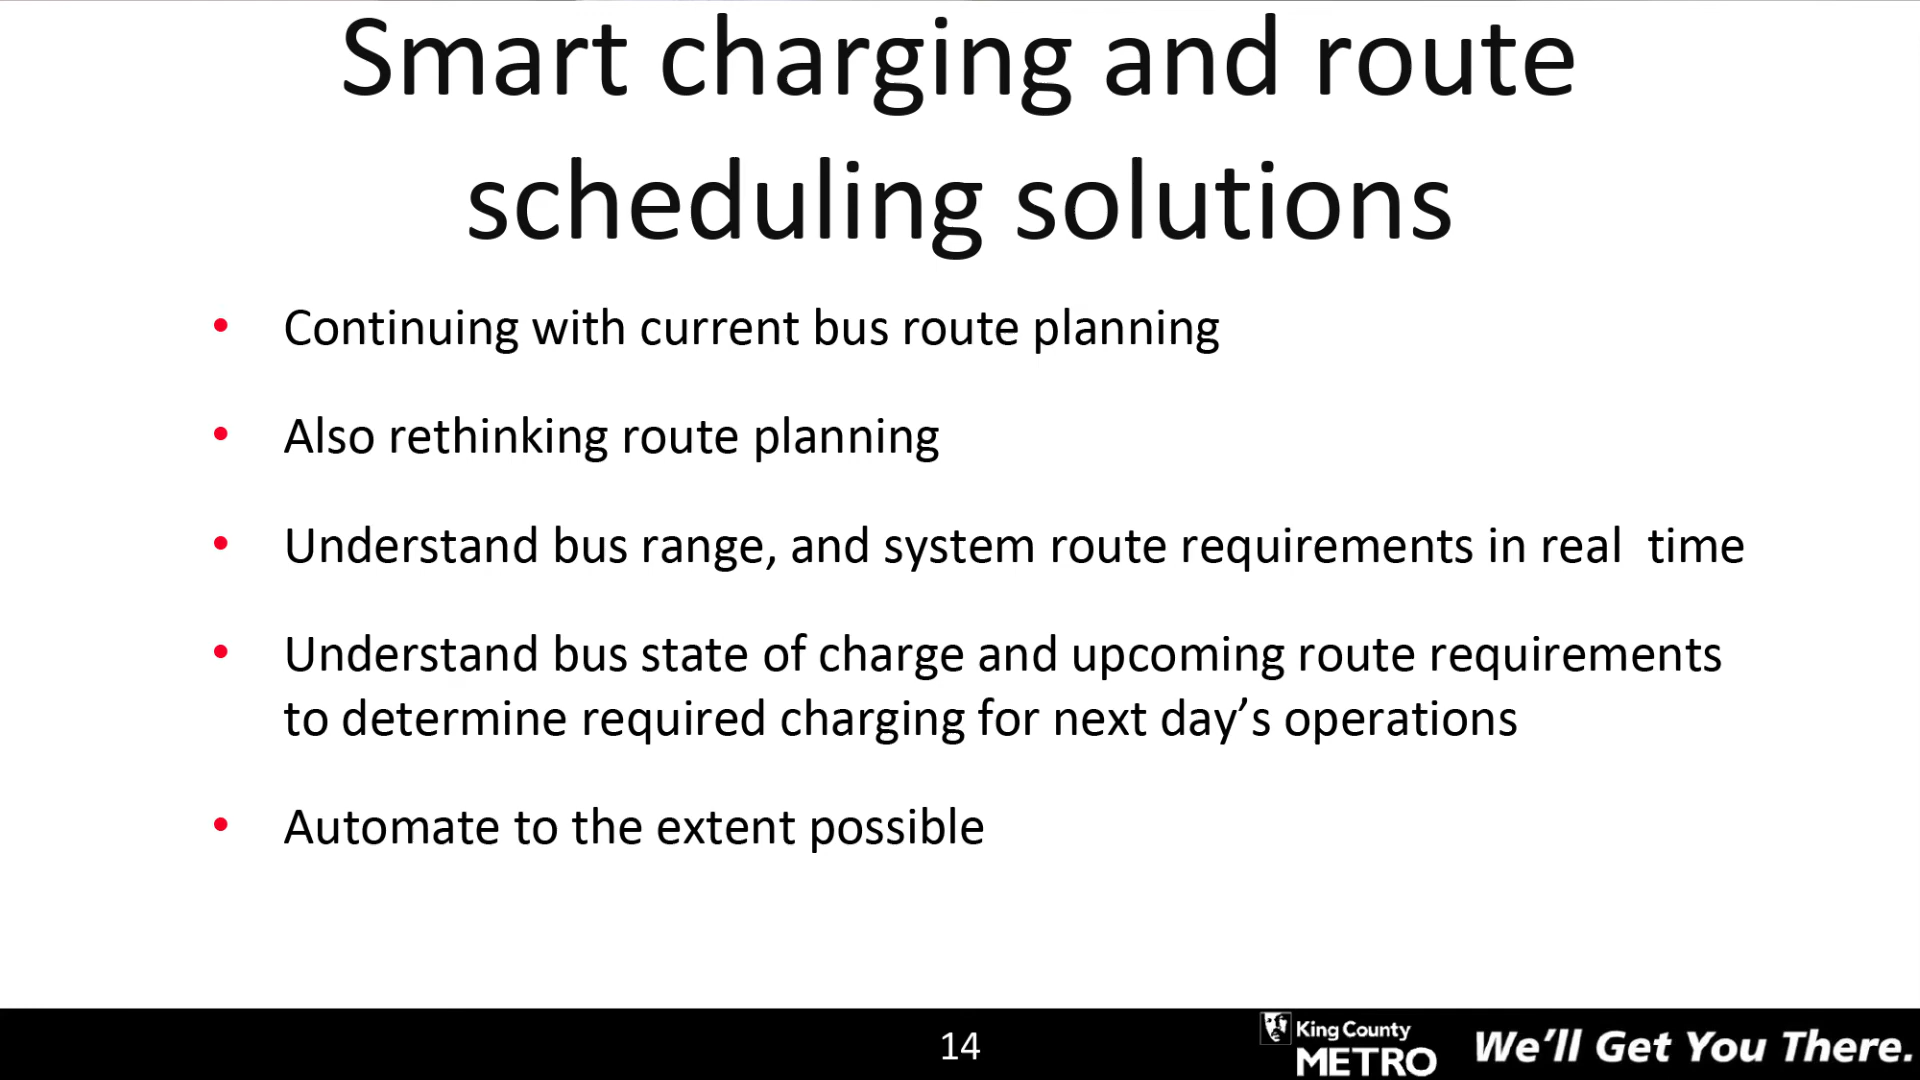 Smart charging and route
scheduling solutions
• Continuing with current bus route planning
• Also rethinking route planning
• Understand bus range, and system route requirements in real  time
• Understand bus state of charge and upcoming route requirements
to determine required charging for next day’s operations
• Automate to the extent possible
14
King County
METRO
We’ll Get You There.